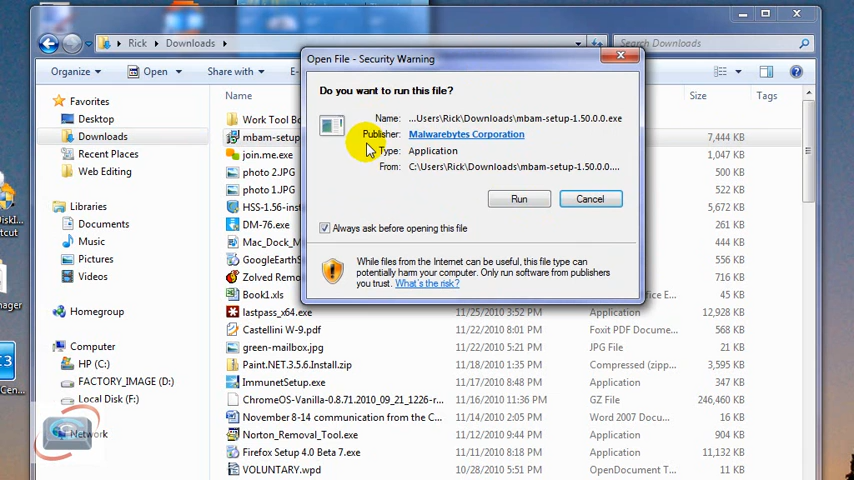 Rick
Downloads
Search Downloads
Organize
Open
Share with
E-
Favorites
Desktop
Downloads
Recent Places
Web Editing
Libraries
Documents
Music
Pictures
Videos
Homegroup
Computer
HP (C:)
FACTORY_IMAGE (D:)
Local Disk (F:)
Network
Name
Size
Tags
Work Tool Bo
mbam-setup
7,444 KB
join.me.exe
1,047 KB
photo 2.JPG
500 KB
photo 1.JPG
523 KB
HSS-1.56-inst
5,672 KB
DM-76.exe
261 KB
Mac_Dock_
GoogleEarthS
Zolved Remo
716 KB
Book1.xls
lastpass_x64.exe 11/25/2010 3:52 PM Application 12,928 KB
Castellini W-9.pdf 11/22/2010 8:01 PM Foxit PDF Docume... 568 KB
green-mailbox.jpg 11/22/2010 1:34 PM JPG File 21 KB
Paint.NET.3.5.6.Install.zip 11/18/2010 1:35 PM Compressed (zipp... 3,595 KB
ImmunetSetup.exe 11/17/2010 8:48 PM Application 347 KB
ChromeOS-Vanilla-0.8.71.2010_09_21_1226-r... 11/16/2010 11:36 PM GZ File 246,460 KB
November 8-14 communication from the C... 11/14/2010 2:05 PM Word 2007 Docum...
Norton_Removal_Tool.exe 11/12/2010 9:44 PM Application 904 KB
Firefox Setup 4.0 Beta 7.exe 11/11/2010 8:18 PM Application 11,132 KB
VOLUNTARY.wpd 10/28/2010 5:51 PM OpenDocument T... 11 KB
Open File - Security Warning
Do you want to run this file?
Name: ...Users\Rick\Downloads\mbam-setup-1.50.0.0.exe
Publisher: Malwarebytes Corporation
Type: Application
From: C:\Users\Rick\Downloads\mbam-setup-1.50.0.0....
Run
Cancel
Always ask before opening this file
While files from the Internet can be useful, this file type can
potentially harm your computer. Only run software from publishers
you trust. What's the risk?